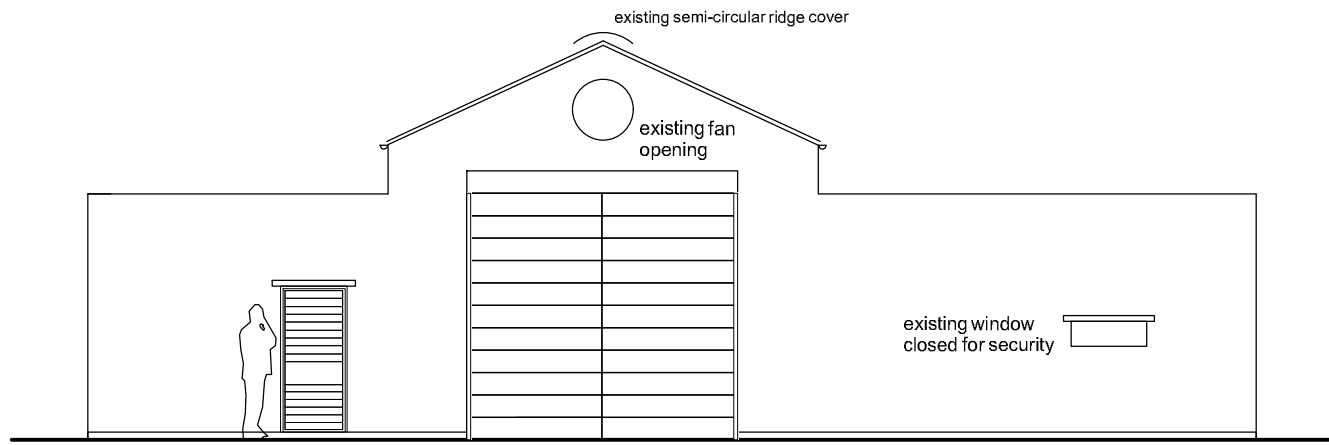 existing semi-circular ridge cover
existing fan
opening
existing window
closed for security